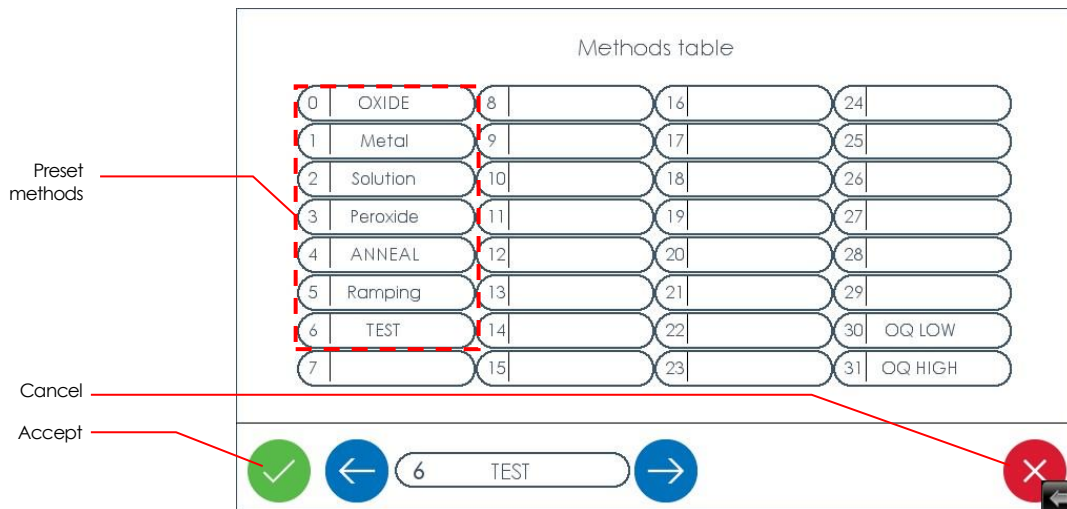 Methods table
0 OXIDE 8 16 24
1 Metal 9 17 25
2 Solution 10 18 26
3 Peroxide 11 19 27
4 ANNEAL 12 20 28
5 Ramping 13 21 29
6 TEST 14 22 30 OQ LOW
7 15 23 31 OQ HIGH
Preset
methods
Cancel
Accept
6 TEST